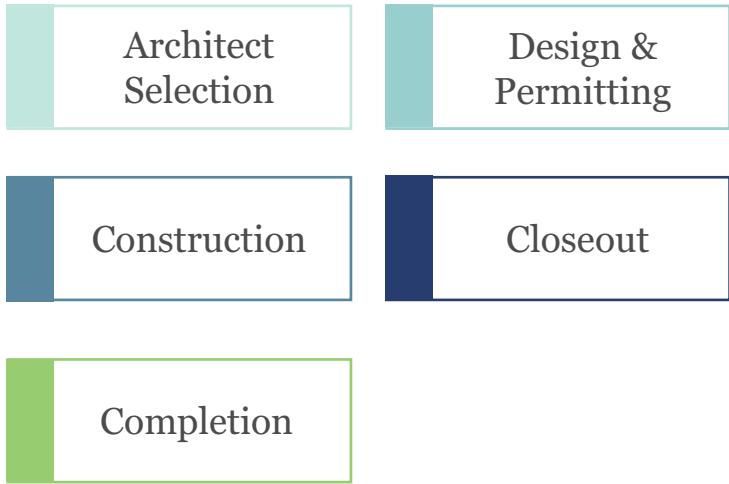 Architect
Selection
Design &
Permitting
Construction
Closeout
Completion